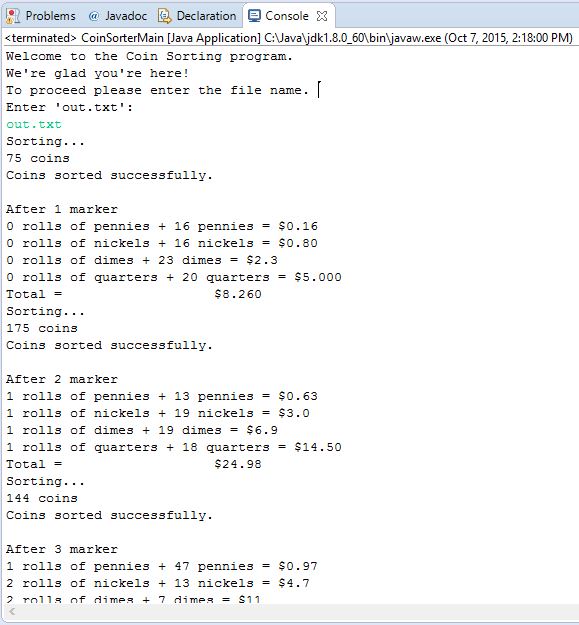 Problems @ Javadoc Declaration Console
<terminated> CoinSorterMain [Java Application] C:\Java\jdk1.8.0_60\bin\javaw.exe (Oct 7, 2015, 2:18:00 PM)
Welcome to the Coin Sorting program.
We're glad you're here!
To proceed please enter the file name.
Enter 'out.txt':
out.txt
Sorting...
75 coins
Coins sorted successfully.
After 1 marker
0 rolls of pennies + 16 pennies = $0.16
0 rolls of nickels + 16 nickels = $0.80
0 rolls of dimes + 23 dimes = $2.3
0 rolls of quarters + 20 quarters = $5.000
Total = $8.260
Sorting...
175 coins
Coins sorted successfully.
After 2 marker
1 rolls of pennies + 13 pennies = $0.63
1 rolls of nickels + 19 nickels = $3.0
1 rolls of dimes + 19 dimes = $6.9
1 rolls of quarters + 18 quarters = $14.50
Total = $24.98
Sorting...
144 coins
Coins sorted successfully.
After 3 marker
1 rolls of pennies + 47 pennies = $0.97
2 rolls of nickels + 13 nickels = $4.7
2 rolls of dimes + 7 dimes = $11